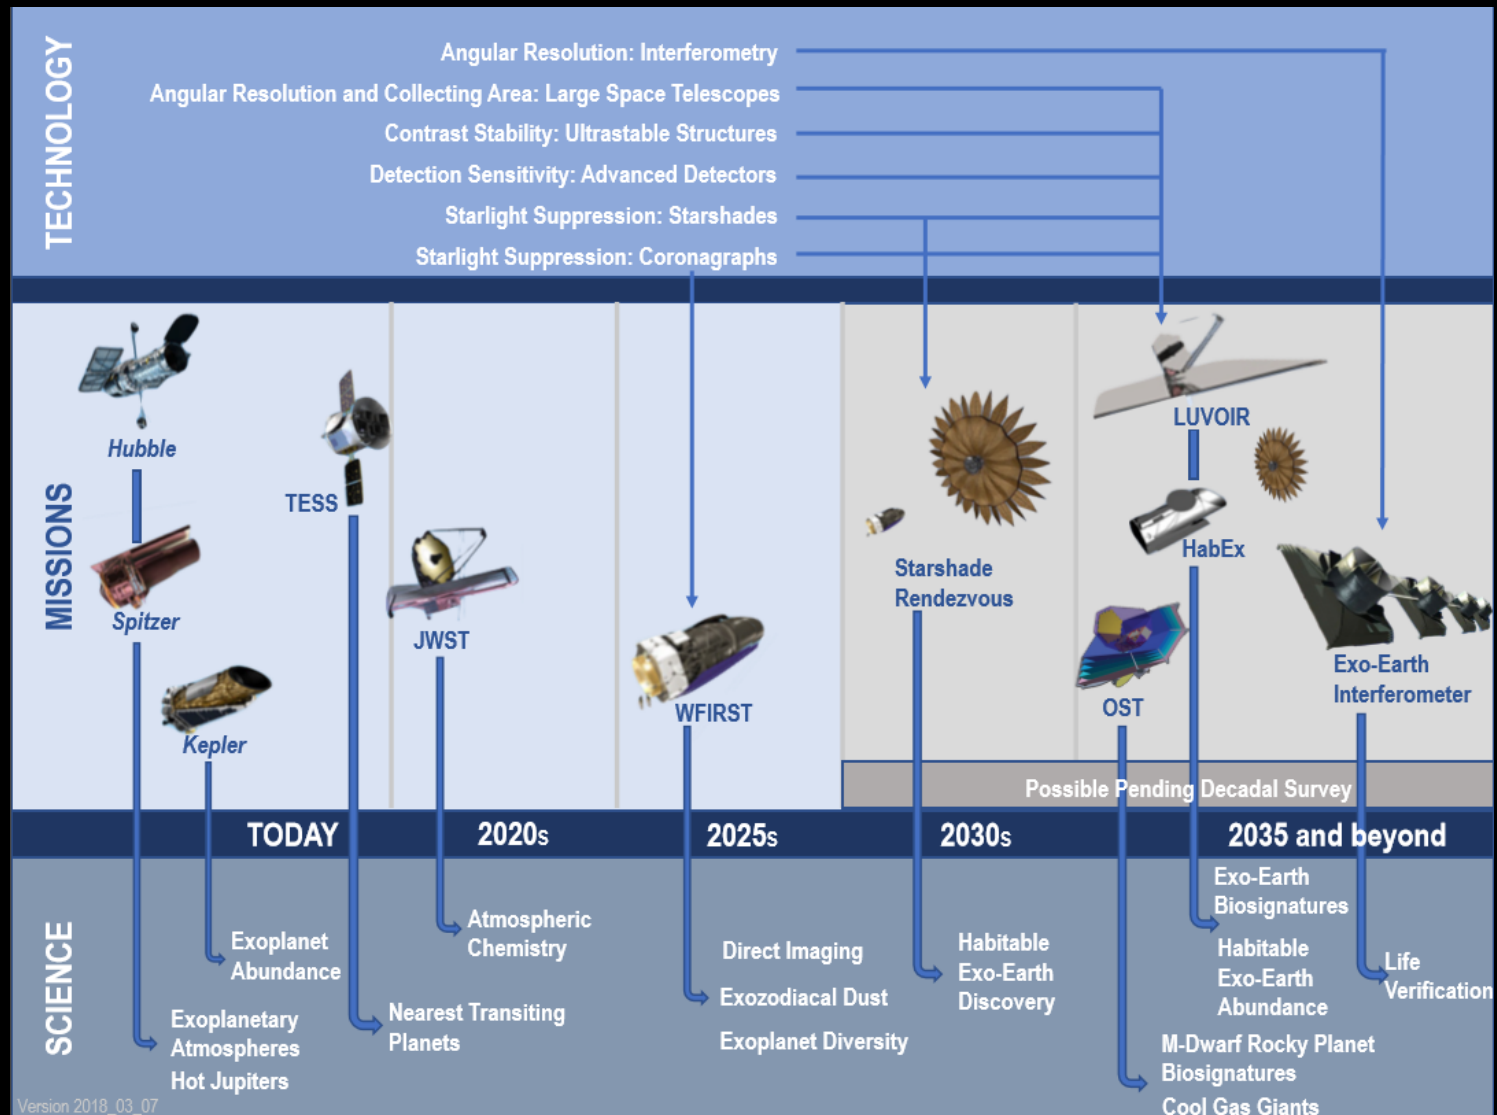 TECHNOLOGY
Angular Resolution: Interferometry
Angular Resolution and Collecting Area: Large Space Telescopes
Contrast Stability: Ultrastable Structures
Detection Sensitivity: Advanced Detectors
Starlight Suppression: Starshades
Starlight Suppression: Coronagraphs
MISSIONS
Hubble
Spitzer
Kepler
TESS
JWST
WFIRST
Starshade
Rendezvous
LUVOIR
HabEx
OST
Exo-Earth
Interferometer
Possible Pending Decadal Survey
TODAY
2020s
2025s
2030s
2035 and beyond
SCIENCE
Exoplanet
Abundance
Exoplanetary
Atmospheres
Hot Jupiters
Nearest Transiting
Planets
Atmospheric
Chemistry
Direct Imaging
Exozodiacal Dust
Exoplanet Diversity
Habitable
Exo-Earth
Discovery
Exo-Earth
Biosignatures
Habitable
Exo-Earth
Abundance
M-Dwarf Rocky Planet
Biosignatures
Cool Gas Giants
Life
Verification
Version 2018_03_07